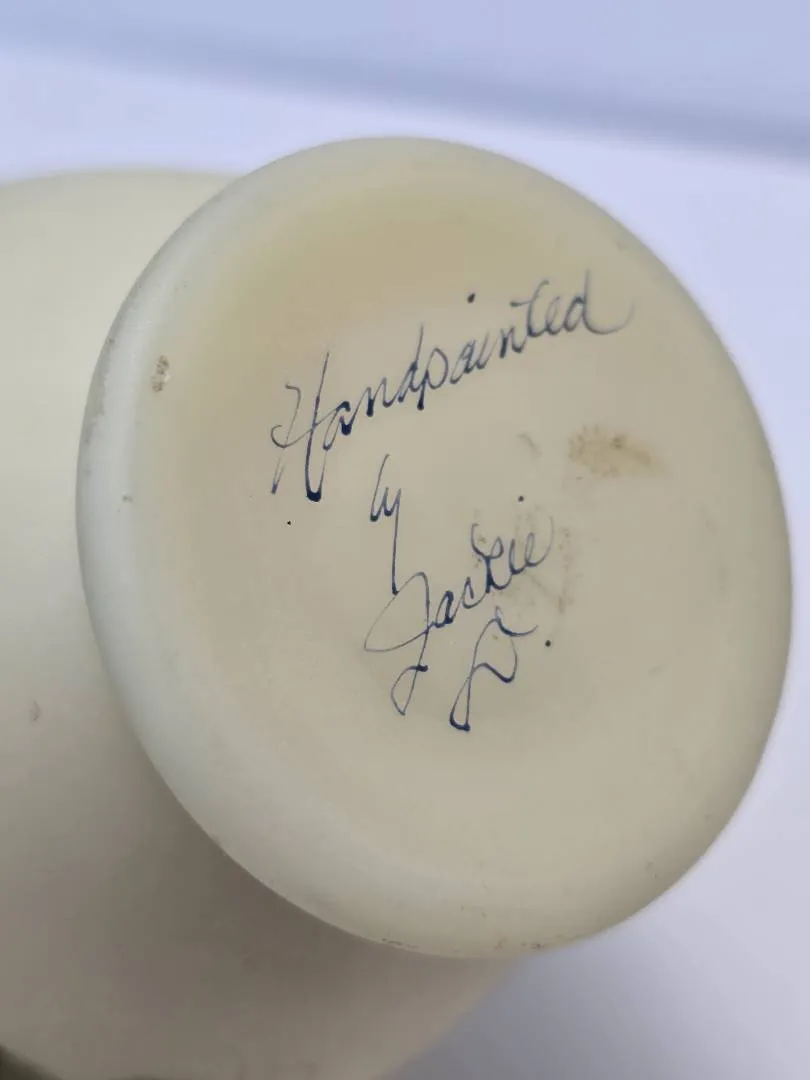 Handpainted
by
Jackie
D.